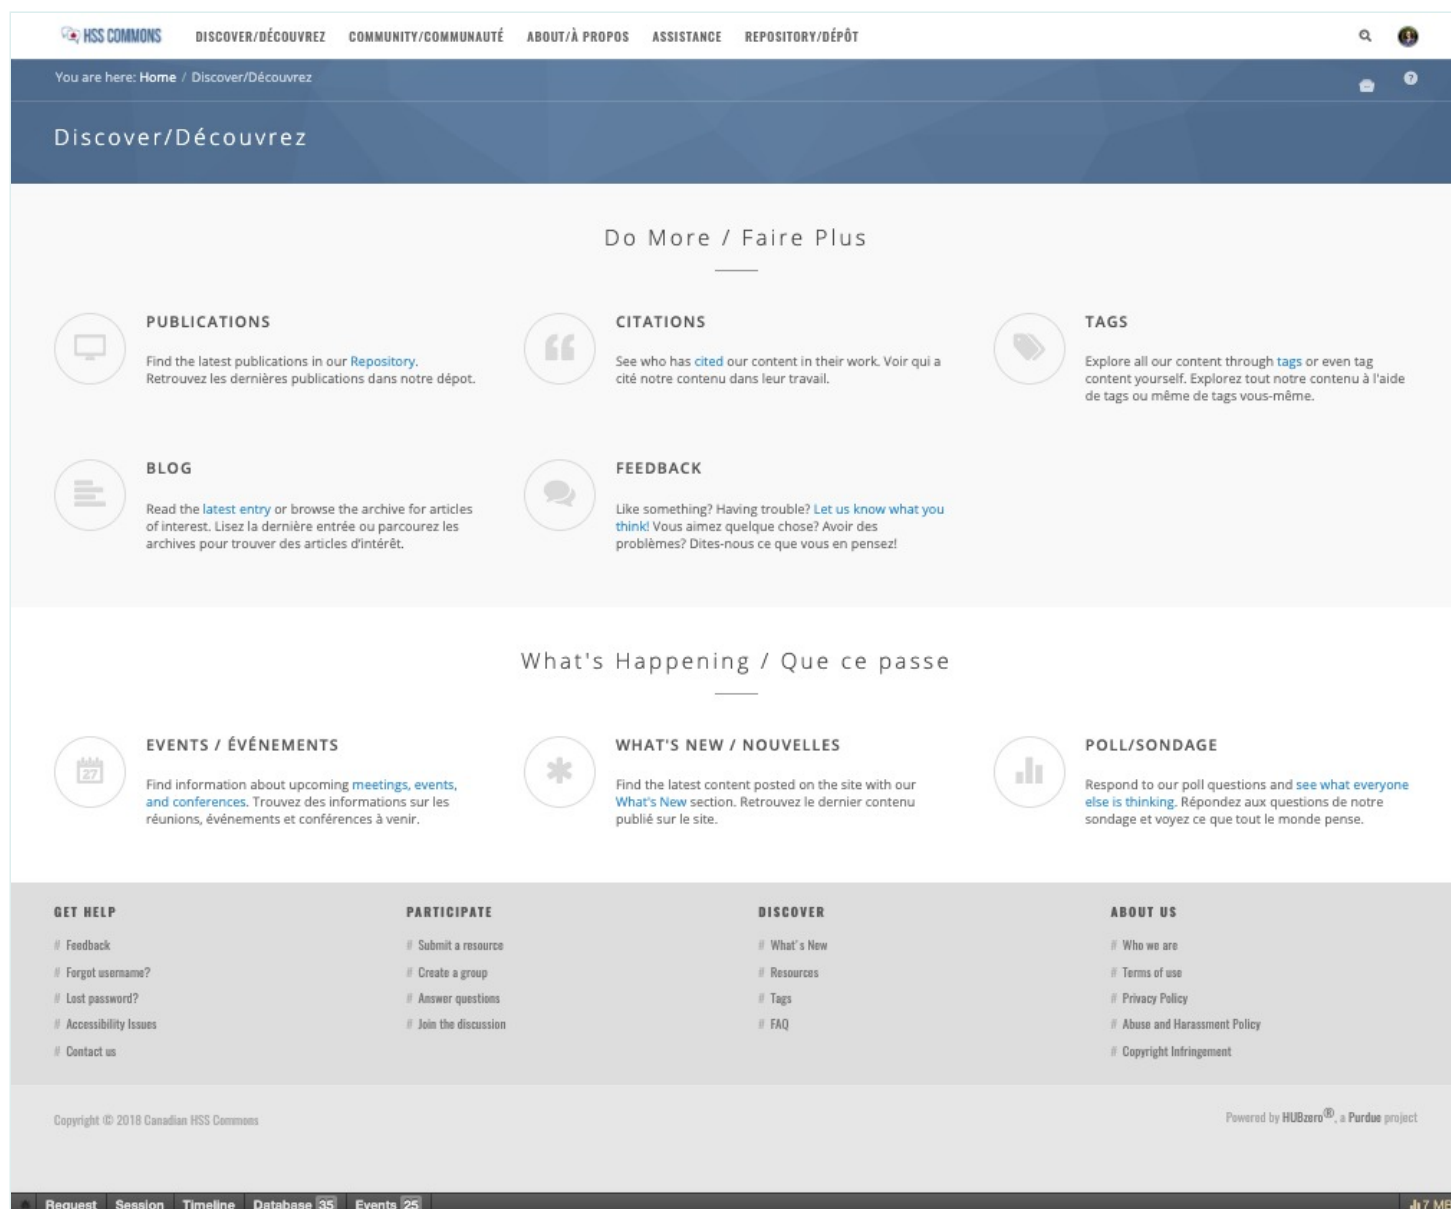 HSS COMMONS DISCOVER/DÉCOUVREZ COMMUNITY/COMMUNAUTÉ ABOUT/À PROPOS ASSISTANCE REPOSITORY/DÉPÔT
You are here: Home / Discover/Découvrez
Discover/Découvrez
Do More / Faire Plus
PUBLICATIONS
Find the latest publications in our Repository.
Retrouvez les dernières publications dans notre dépot.
CITATIONS
See who has cited our content in their work. Voir qui a
cité notre contenu dans leur travail.
TAGS
Explore all our content through tags or even tag
content yourself. Explorez tout notre contenu à l'aide
de tags ou même de tags vous-même.
BLOG
Read the latest entry or browse the archive for articles
of interest. Lisez la dernière entrée ou parcourez les
archives pour trouver des articles d'intérêt.
FEEDBACK
Like something? Having trouble? Let us know what you
think! Vous aimez quelque chose? Avoir des
problèmes? Dites-nous ce que vous en pensez!
What's Happening / Que ce passe
27
EVENTS / ÉVÉNEMENTS
Find information about upcoming meetings, events,
and conferences. Trouvez des informations sur les
réunions, événements et conférences à venir.
WHAT'S NEW / NOUVELLES
Find the latest content posted on the site with our
What's New section. Retrouvez le dernier contenu
publié sur le site.
POLL/SONDAGE
Respond to our poll questions and see what everyone
else is thinking. Répondez aux questions de notre
sondage et voyez ce que tout le monde pense.
GET HELP
# Feedback
# Forgot username?
# Lost password?
# Accessibility Issues
# Contact us
PARTICIPATE
# Submit a resource
# Create a group
# Answer questions
# Join the discussion
DISCOVER
# What's New
# Resources
# Tags
# FAQ
ABOUT US
# Who we are
# Terms of use
# Privacy Policy
# Abuse and Harassment Policy
# Copyright Infringement
Copyright © 2018 Canadian HSS Commons
Powered by HUBzero®, a Purdue project
Request Session Timeline Database 35 Events 25